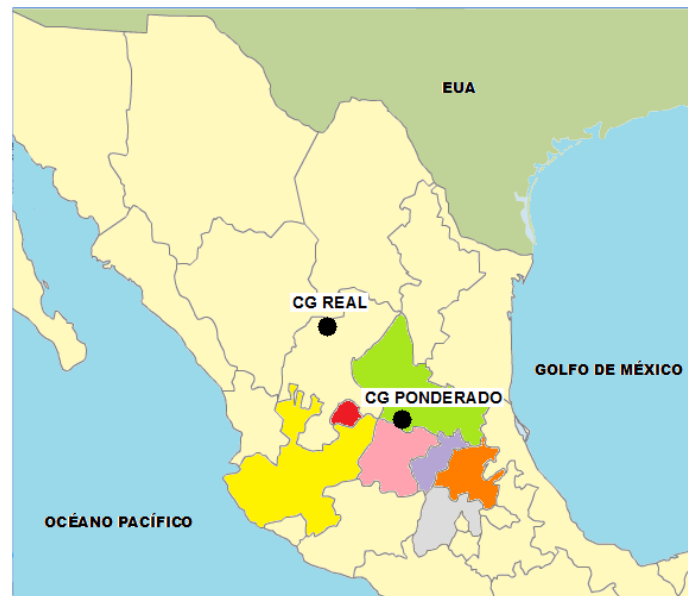 EUA
CG REAL
GOLFO DE MÉXICO
CG PONDERADO
OCÉANO PACÍFICO